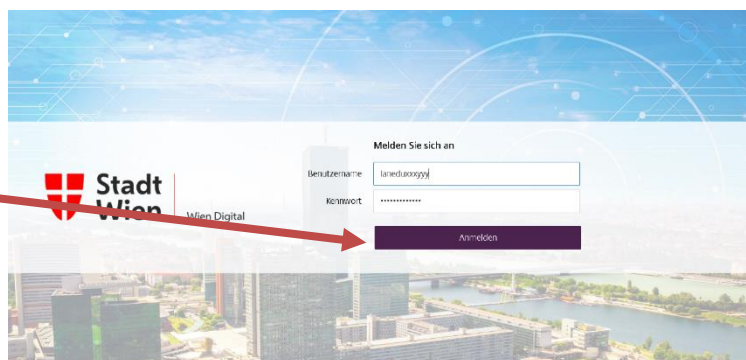 Melden Sie sich an
Benutzername
laneduxxxyyy
Kennwort
•••••••••••••
Stadt
Wien
Wien Digital
Anmelden